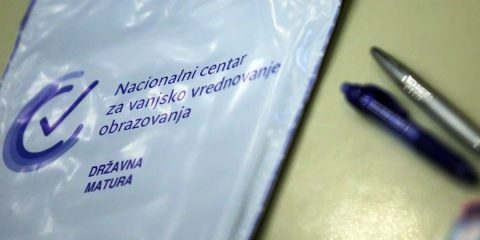 Nacionalni centar
za vanjsko vrednovanje
obrazovanja
DRŽAVNA
MATURA